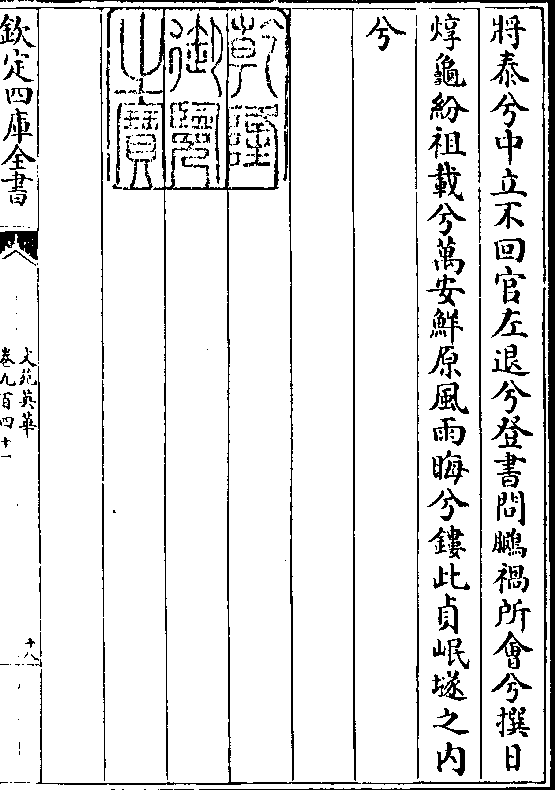 將泰兮中立不回官左退兮登書問鵩禍所會兮撰日
焞龜紛祖載兮萬安鮮原風雨晦兮鏤此貞岷墜之内
兮
乾隆
御覽
之寶
欽定四庫全書
文苑英華
卷九百四十一
十八